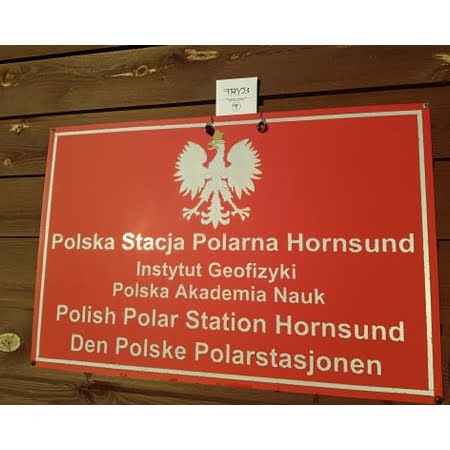 Polska Stacja Polarna Hornsund
Instytut Geofizyki
Polska Akademia Nauk
Polish Polar Station Hornsund
Den Polske Polarstasjonen